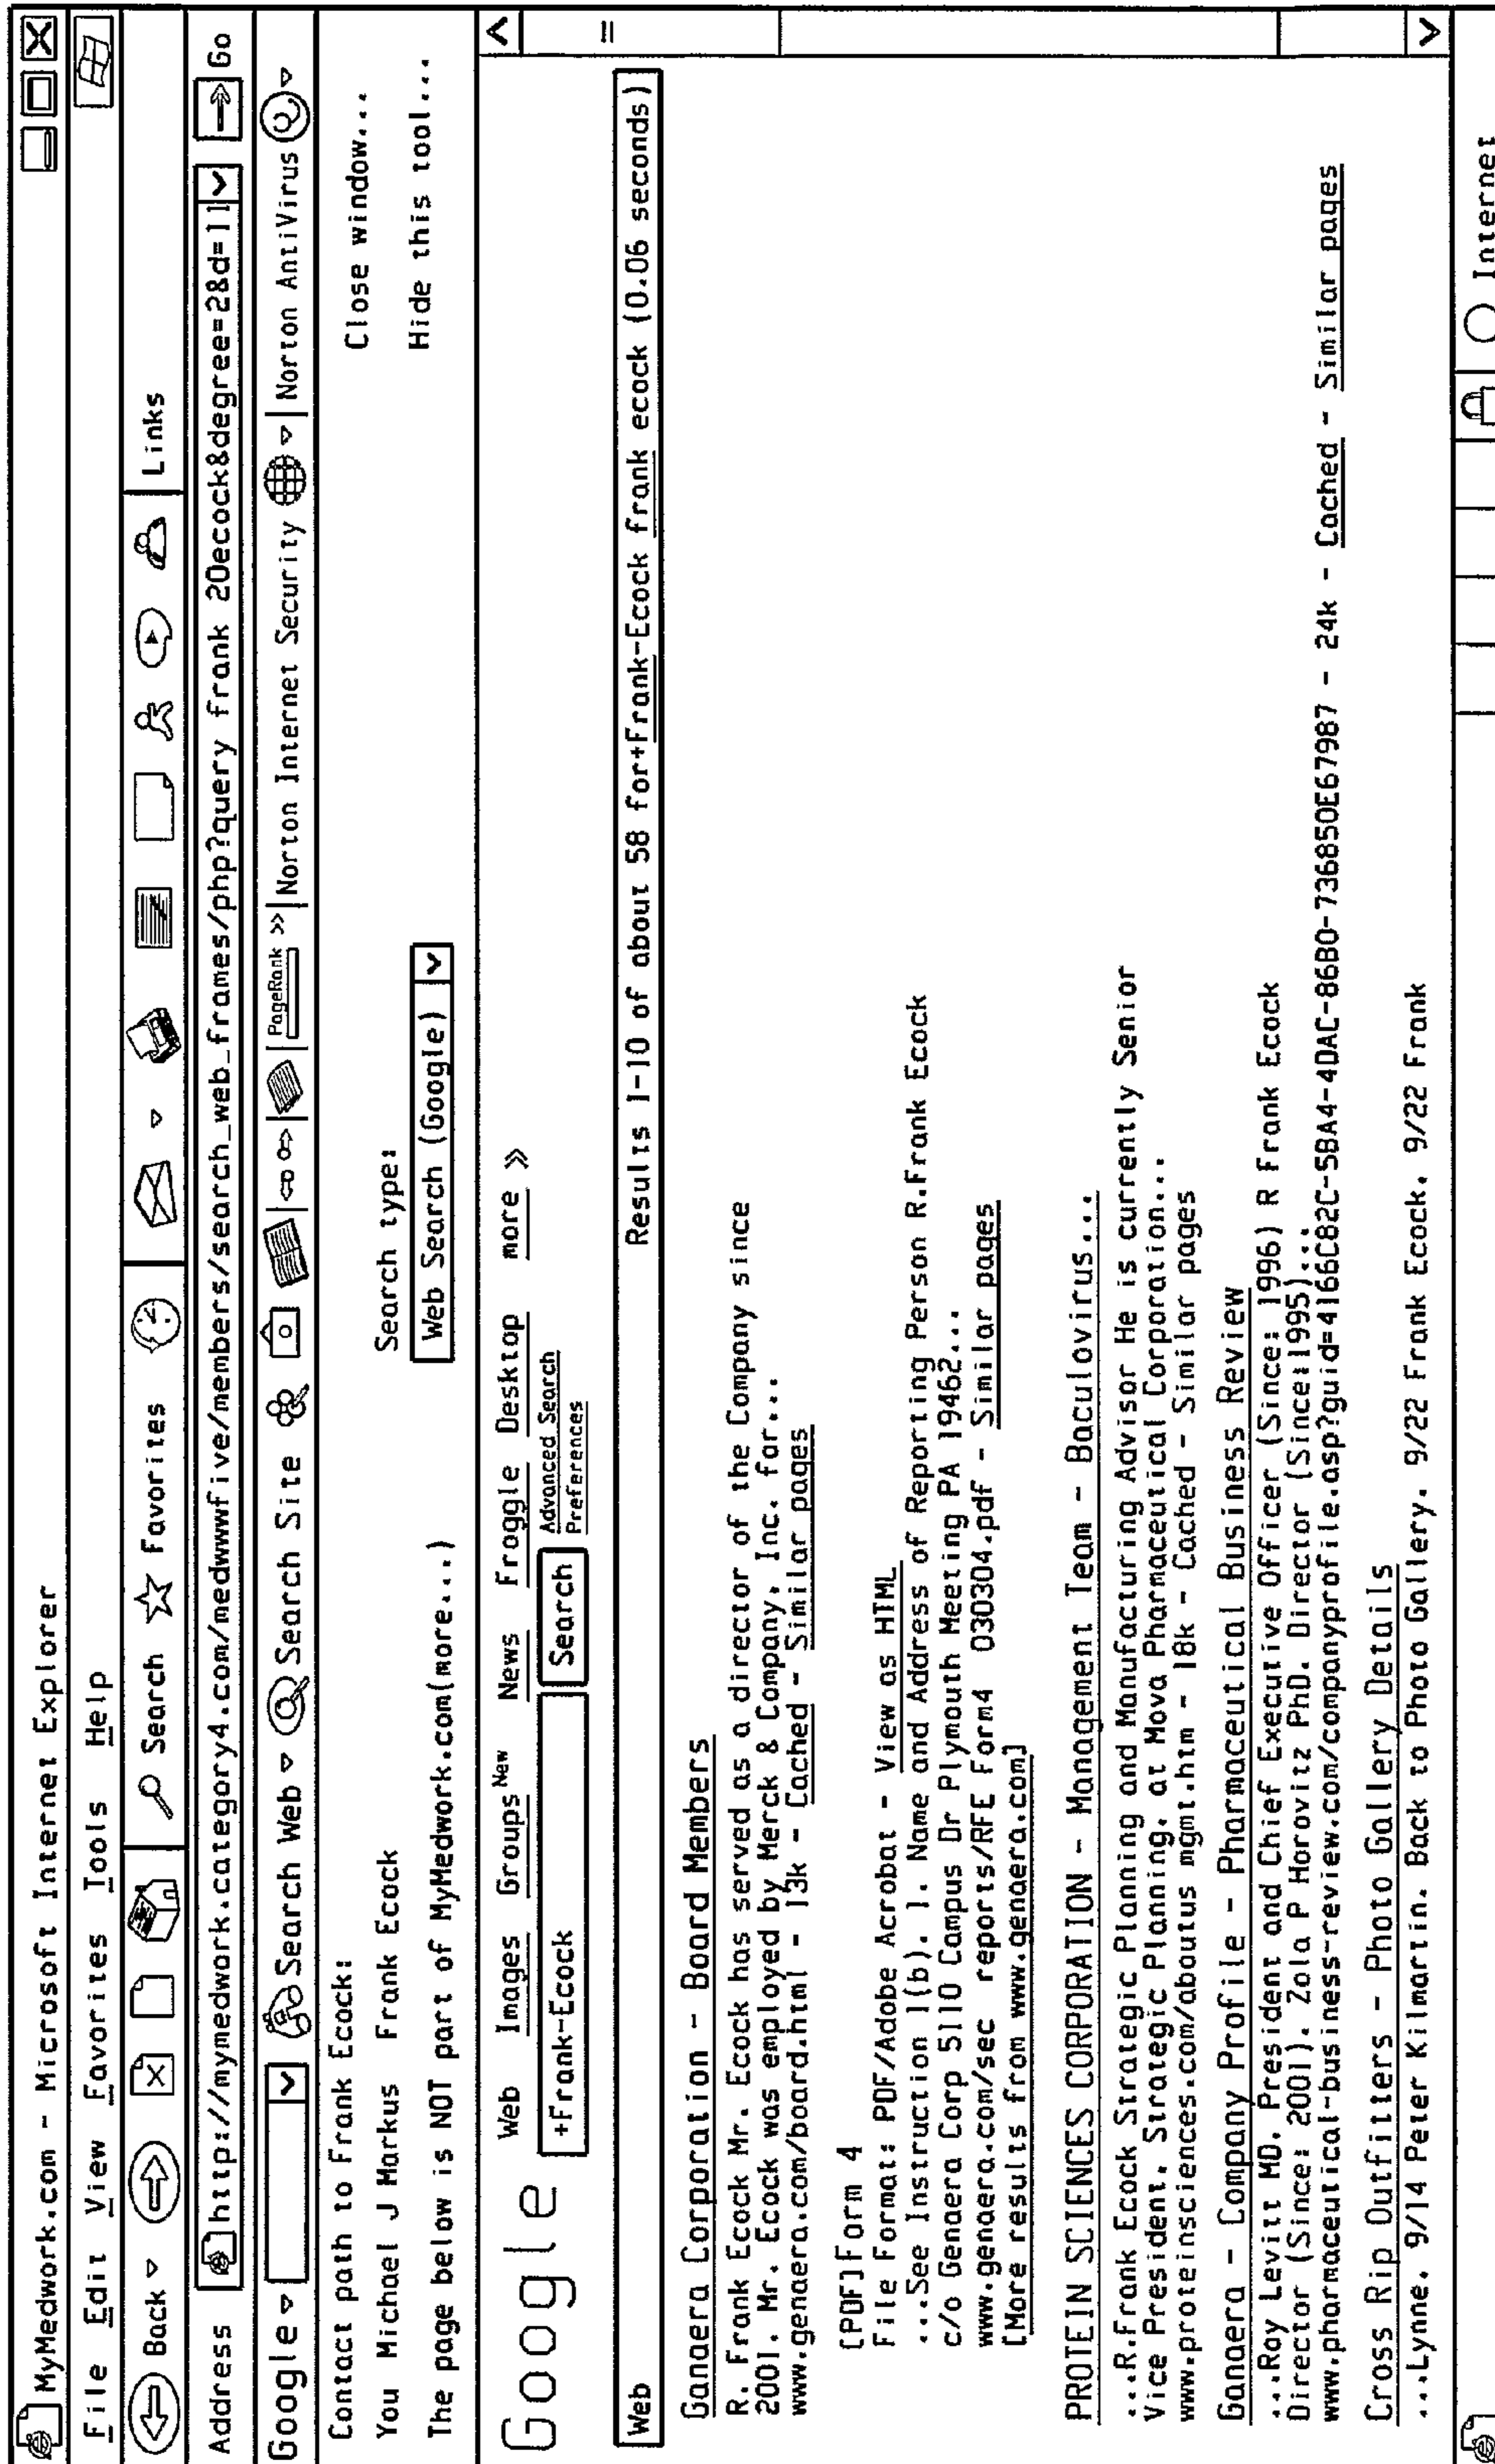 MyMedwork.com - Microsoft Internet Explorer
File Edit View Favorites Tools Help
Back Search Favorites Links
Address http://mymedwork.category4.com/medwwwfive/members/search_web_frames/php?query frank 20ecock&degree=2&d=11 Go
Google Search Web Search Site PageRank >> Norton Internet Security Norton AntiVirus
Contact path to Frank Ecock:
Close window...
You Michael J Markus Frank Ecock
Search type:
Web Search (Google)
Hide this tool...
The page below is NOT part of MyMedwork.com(more...)
Google
Web Images Groups New News Froggle Desktop more >>
+Frank-Ecock Search Advanced Search
Preferences
Web Results 1-10 of about 58 for+Frank-Ecock frank ecock (0.06 seconds)
Ganaera Corporation - Board Members
R. Frank Ecock Mr. Ecock has served as a director of the Company since
2001. Mr. Ecock was employed by Merck & Company, Inc. for...
www.genaera.com/board.html - 13k - Cached - Similar pages
[PDF]Form 4
File Format: PDF/Adobe Acrobat - View as HTML
...See Instruction 1(b). 1. Name and Address of Reporting Person R.Frank Ecock
c/o Genaera Corp 5110 Campus Dr Plymouth Meeting PA 19462...
www.genaera.com/sec reports/RFE Form4 030304.pdf - Similar pages
[More results from www.genaera.com]
PROTEIN SCIENCES CORPORATION - Management Team - Baculovirus...
...R.Frank Ecock Strategic Planning and Manufacturing Advisor He is currently Senior
Vice President, Strategic Planning, at Mova Pharmaceutical Corporation...
www.proteinsciences.com/aboutus mgmt.htm - 18k - Cached - Similar pages
Ganaera - Company Profile - Pharmaceutical Business Review
...Roy Levitt MD. President and Chief Executive Officer (Since: 1996) R Frank Ecock
Director (Since: 2001). Zola P Horovitz PhD. Director (Since:1995)...
www.pharmaceutical-business-review.com/companyprofile.asp?guid=4166C82C-5BA4-4DAC-86B0-736850E67987 - 24k - Cached - Similar pages
Cross Rip Outfitters - Photo Gallery Details
...Lynne. 9/14 Peter Kilmartin. Back to Photo Gallery. 9/22 Frank Ecock. 9/22 Frank
Internet